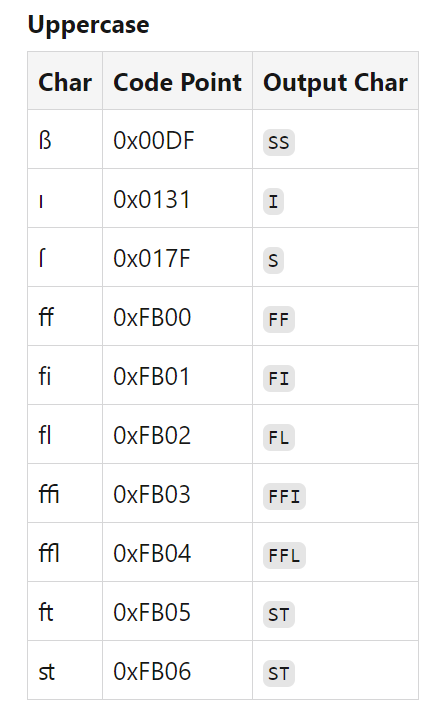 Uppercase
Char Code Point Output Char
ß 0x00DF SS
ı 0x0131 I
ſ 0x017F S
ff 0xFB00 FF
fi 0xFB01 FI
fl 0xFB02 FL
ffi 0xFB03 FFI
ffl 0xFB04 FFL
ſt 0xFB05 ST
st 0xFB06 ST